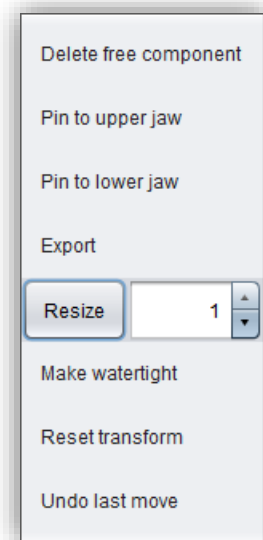 Delete free component
Pin to upper jaw
Pin to lower jaw
Export
Resize 1
Make watertight
Reset transform
Undo last move